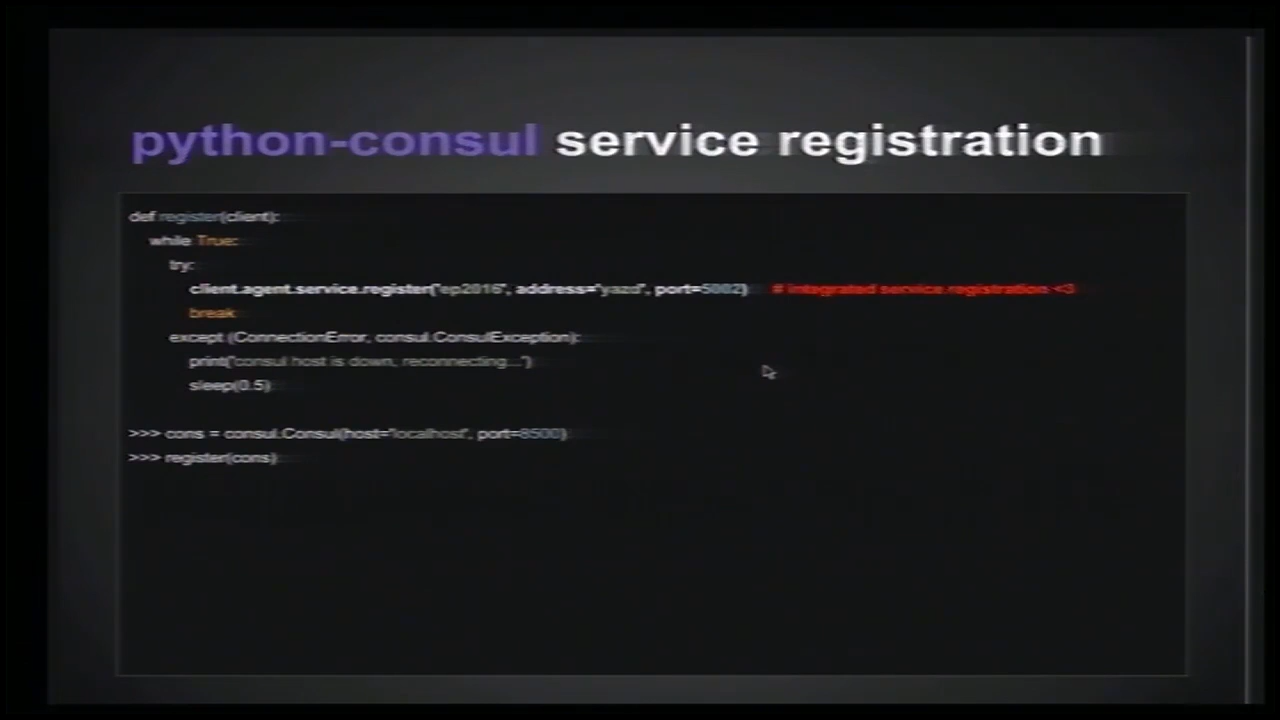 python-consul service registration
def register(client):
while True:
try:
client.agent.service.register("ep2016", address="yazd", port=5002) # integrated service registration <3
break
except (ConnectionError, consul.ConsulException):
print("consul host is down, reconnecting...")
sleep(0.5)
>>> cons = consul.Consul(host="localhost", port=8500)
>>> register(cons)